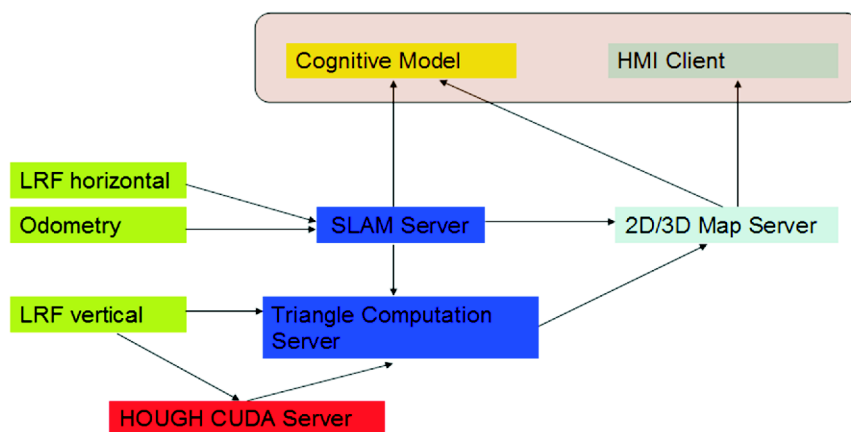 Cognitive Model
HMI Client
LRF horizontal
Odometry
SLAM Server
2D/3D Map Server
LRF vertical
Triangle Computation
Server
HOUGH CUDA Server